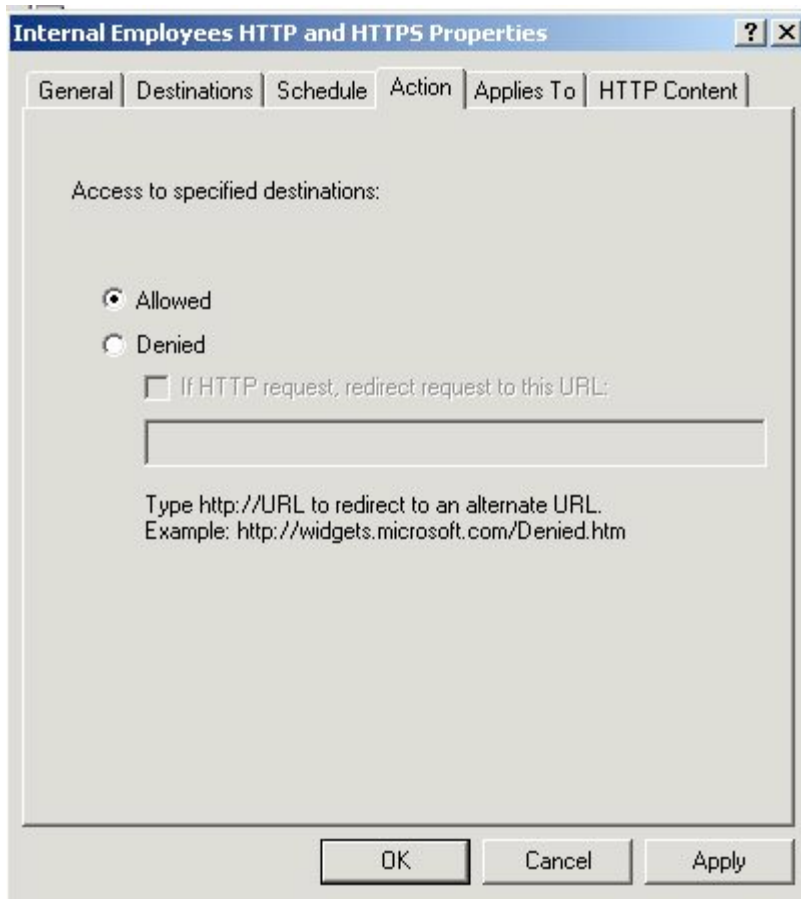 Internal Employees HTTP and HTTPS Properties
General Destinations Schedule Action Applies To HTTP Content
Access to specified destinations:
Allowed
Denied
If HTTP request, redirect request to this URL:
Type http://URL to redirect to an alternate URL.
Example: http://widgets.microsoft.com/Denied.htm
OK Cancel Apply